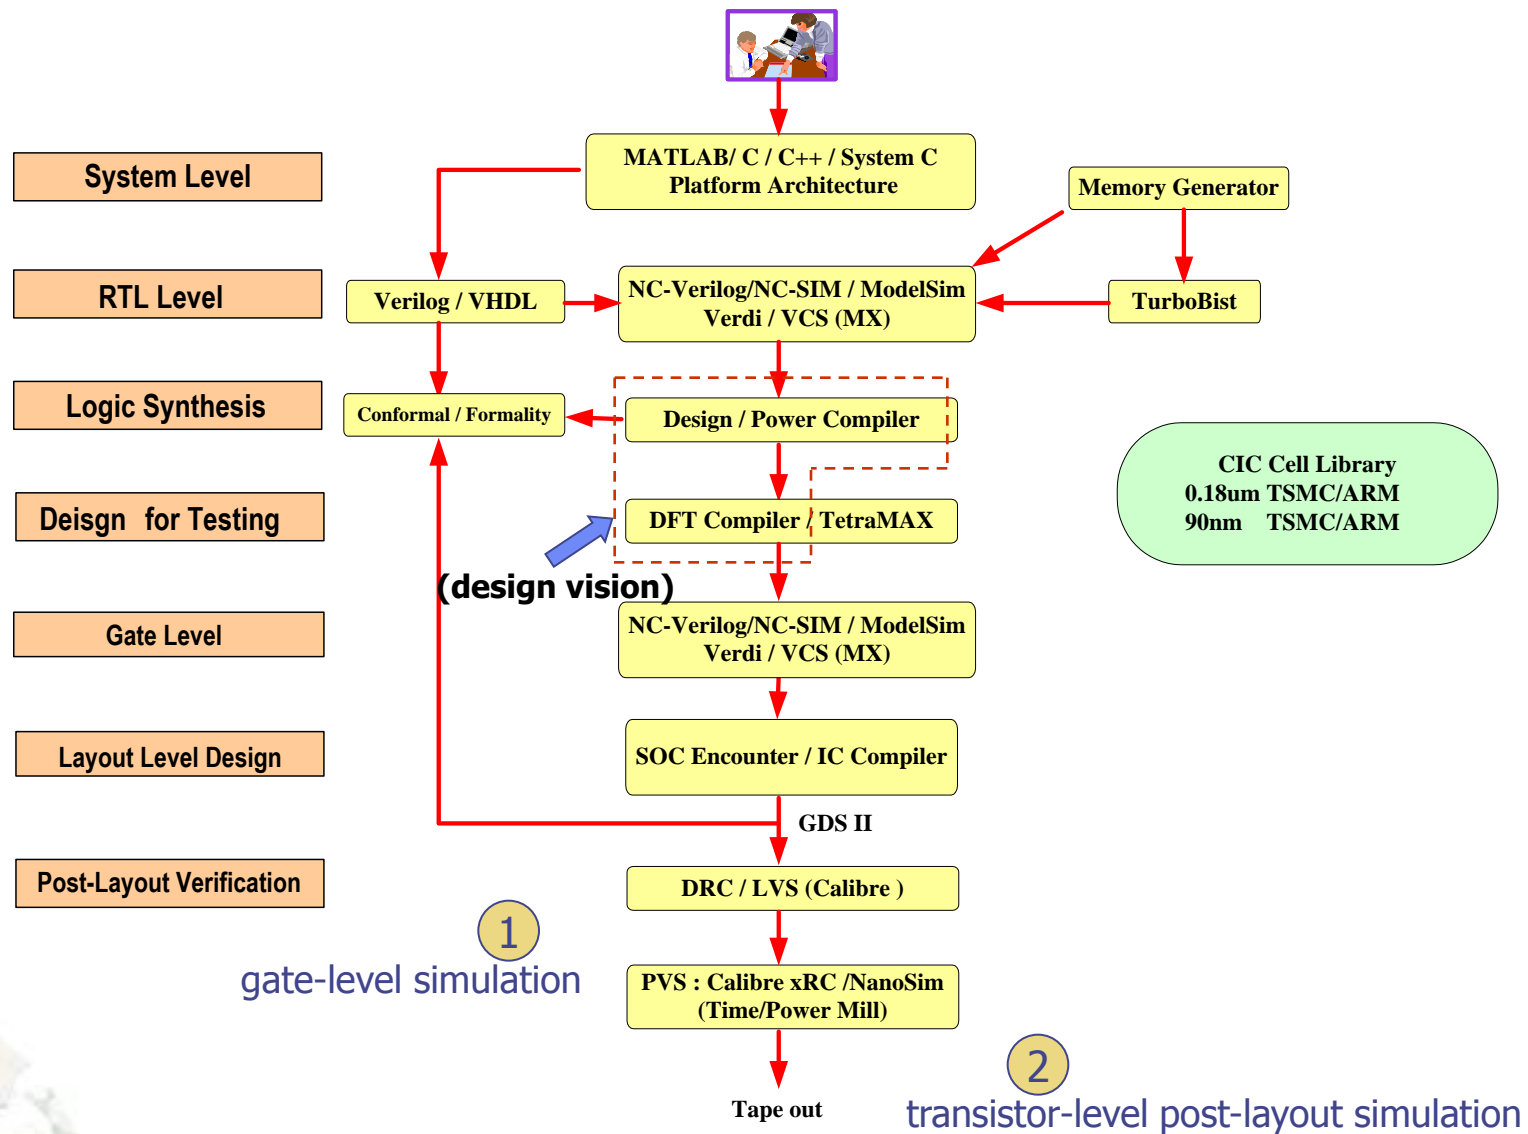 System Level
MATLAB/ C / C++ / System C
Platform Architecture
Memory Generator
RTL Level
Verilog / VHDL
NC-Verilog/NC-SIM / ModelSim
Verdi / VCS (MX)
TurboBist
Logic Synthesis
Conformal / Formality
Design / Power Compiler
CIC Cell Library
0.18um TSMC/ARM
90nm TSMC/ARM
Deisgn for Testing
DFT Compiler / TetraMAX
(design vision)
Gate Level
NC-Verilog/NC-SIM / ModelSim
Verdi / VCS (MX)
Layout Level Design
SOC Encounter / IC Compiler
GDS II
Post-Layout Verification
DRC / LVS (Calibre )
1
gate-level simulation
PVS : Calibre xRC /NanoSim
(Time/Power Mill)
2
Tape out
transistor-level post-layout simulation